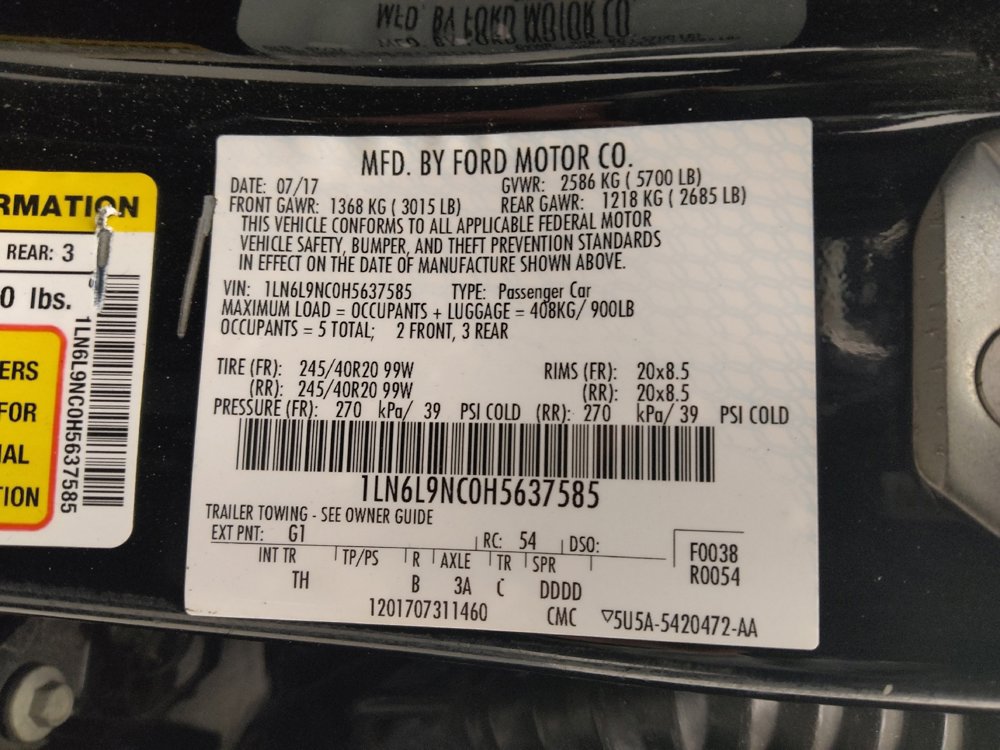 MFD. BY FORD MOTOR CO.
RMATION
REAR: 3
0 lbs.
ERS
FOR
IAL
TION
1LN6L9NC0H5637585
MFD. BY FORD MOTOR CO.
DATE: 07/17 GVWR: 2586 KG ( 5700 LB)
FRONT GAWR: 1368 KG ( 3015 LB) REAR GAWR: 1218 KG ( 2685 LB)
THIS VEHICLE CONFORMS TO ALL APPLICABLE FEDERAL MOTOR
VEHICLE SAFETY, BUMPER, AND THEFT PREVENTION STANDARDS
IN EFFECT ON THE DATE OF MANUFACTURE SHOWN ABOVE.
VIN: 1LN6L9NC0H5637585 TYPE: Passenger Car
MAXIMUM LOAD = OCCUPANTS + LUGGAGE = 408KG/ 900LB
OCCUPANTS = 5 TOTAL; 2 FRONT, 3 REAR
TIRE (FR): 245/40R20 99W RIMS (FR): 20x8.5
(RR): 245/40R20 99W (RR): 20x8.5
PRESSURE (FR): 270 kPa/ 39 PSI COLD (RR): 270 kPa/ 39 PSI COLD
1LN6L9NC0H5637585
TRAILER TOWING - SEE OWNER GUIDE
EXT PNT: G1 RC: 54 DSO:
INT TR TP/PS R AXLE TR SPR
TH B 3A C DDDD
F0038
R0054
1201707311460 CMC ▽5U5A-5420472-AA